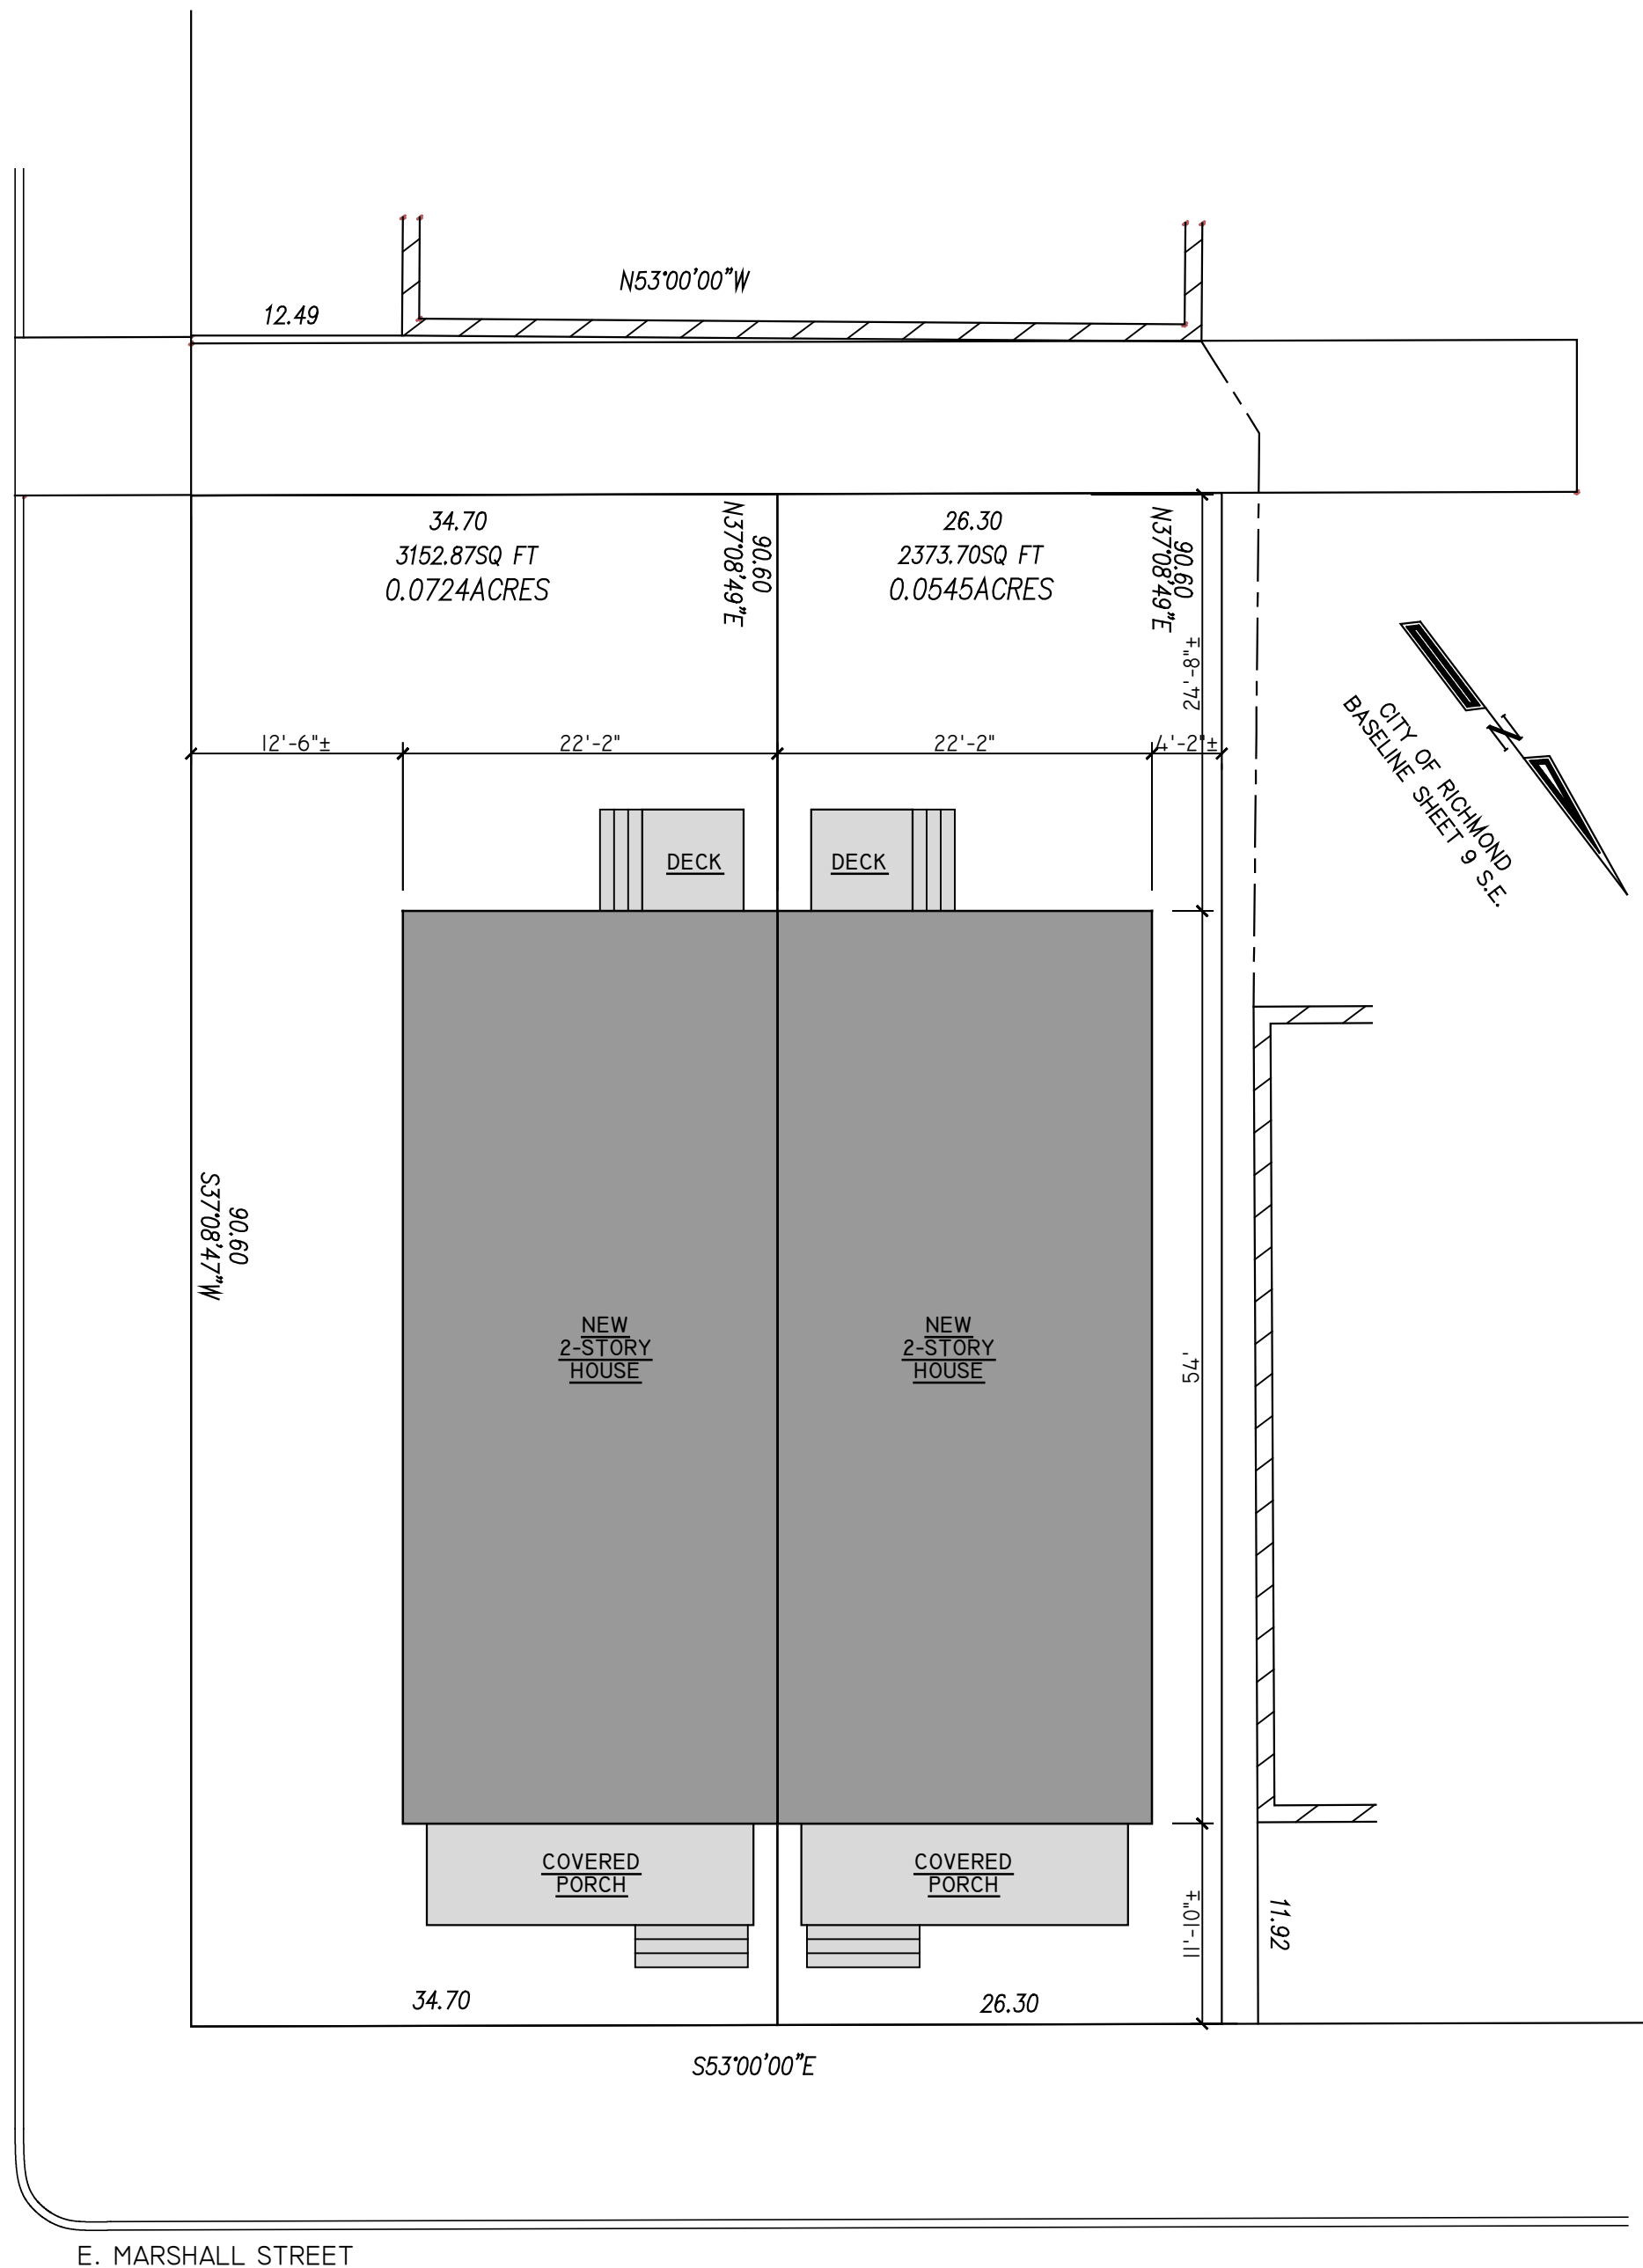 N53°00'00"W
12.49
34.70
3152.87SQ FT
0.0724ACRES
90.60
N37°08'49"E
26.30
2373.70SQ FT
0.0545ACRES
90.60
N37°08'49"E
24'-8"±
12'-6"±
22'-2"
22'-2"
4'-2"±
N
CITY OF RICHMOND
BASELINE SHEET 9 S.E.
DECK
DECK
90.60
S37°08'47"W
NEW
2-STORY
HOUSE
NEW
2-STORY
HOUSE
54'
COVERED
PORCH
COVERED
PORCH
11'-10"±
11.92
34.70
26.30
S53°00'00"E
E. MARSHALL STREET